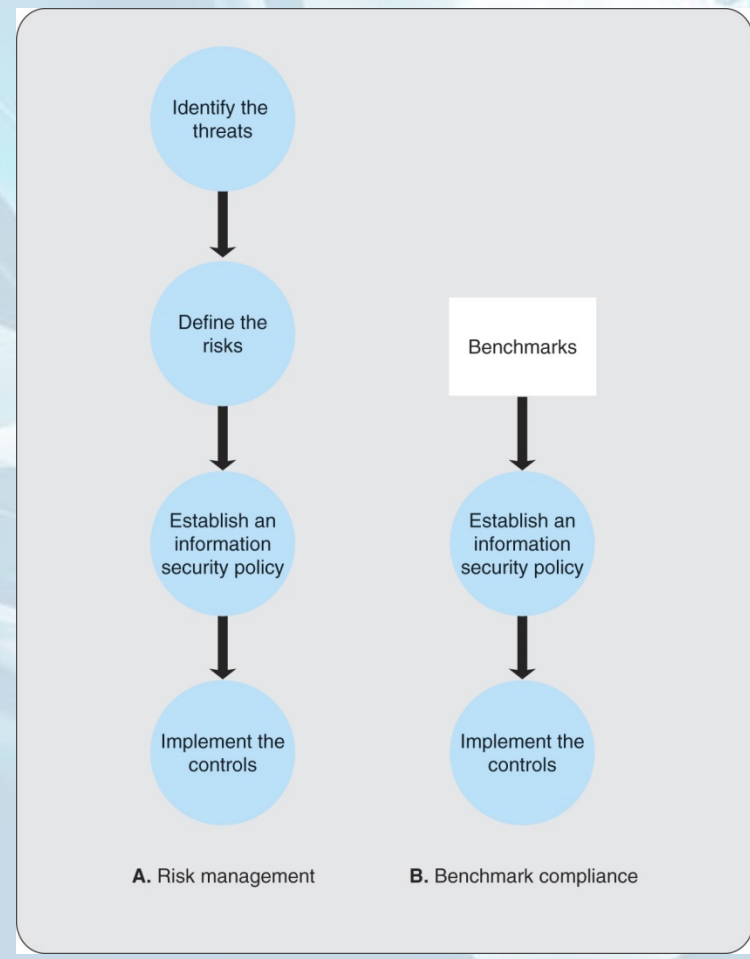 Identify the
threats
Define the
risks
Establish an
information
security policy
Implement the
controls
A. Risk management
Benchmarks
Establish an
information
security policy
Implement the
controls
B. Benchmark compliance